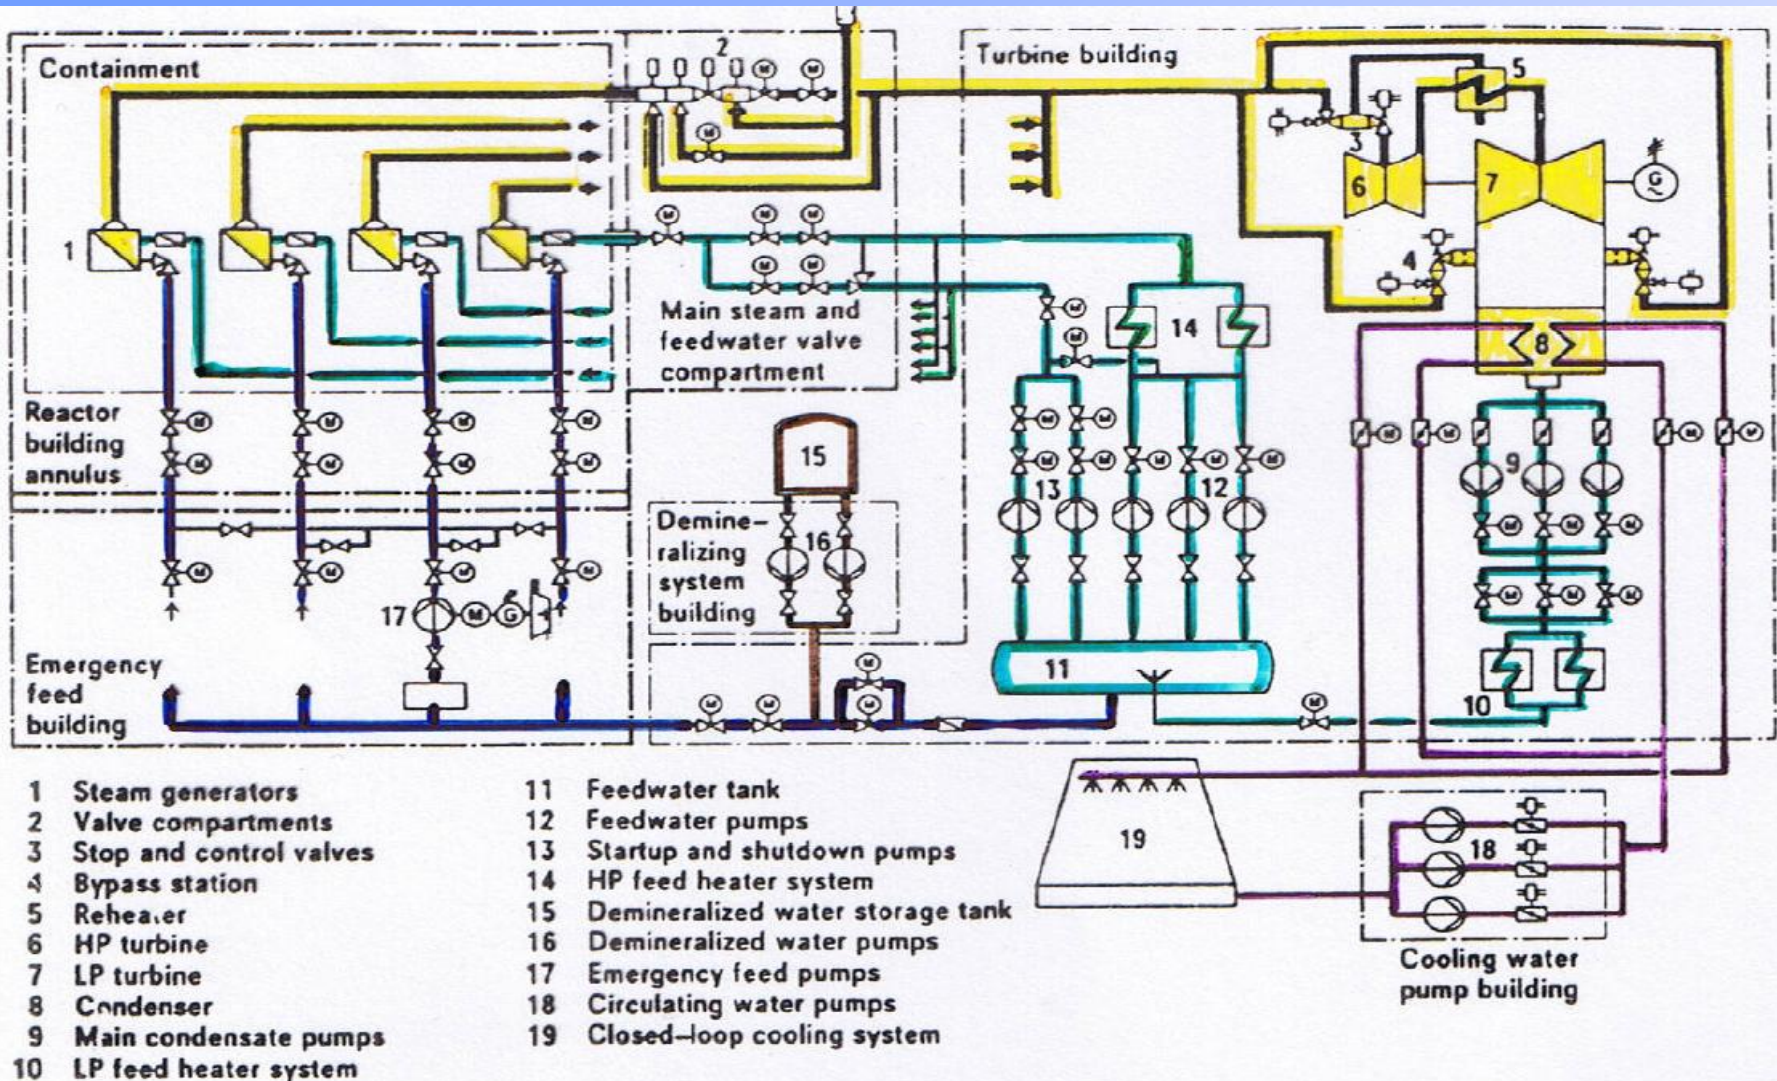 Containment
2
Turbine building
5
3
6
7
G
~
1
4
Main steam and
feedwater valve
compartment
14
8
Reactor
building
annulus
15
9
13
12
Demine-
ralizing
system
building
16
17
M
G
Emergency
feed
building
11
10
19
18
Cooling water
pump building
1 Steam generators
2 Valve compartments
3 Stop and control valves
4 Bypass station
5 Reheater
6 HP turbine
7 LP turbine
8 Condenser
9 Main condensate pumps
10 LP feed heater system
11 Feedwater tank
12 Feedwater pumps
13 Startup and shutdown pumps
14 HP feed heater system
15 Demineralized water storage tank
16 Demineralized water pumps
17 Emergency feed pumps
18 Circulating water pumps
19 Closed-loop cooling system